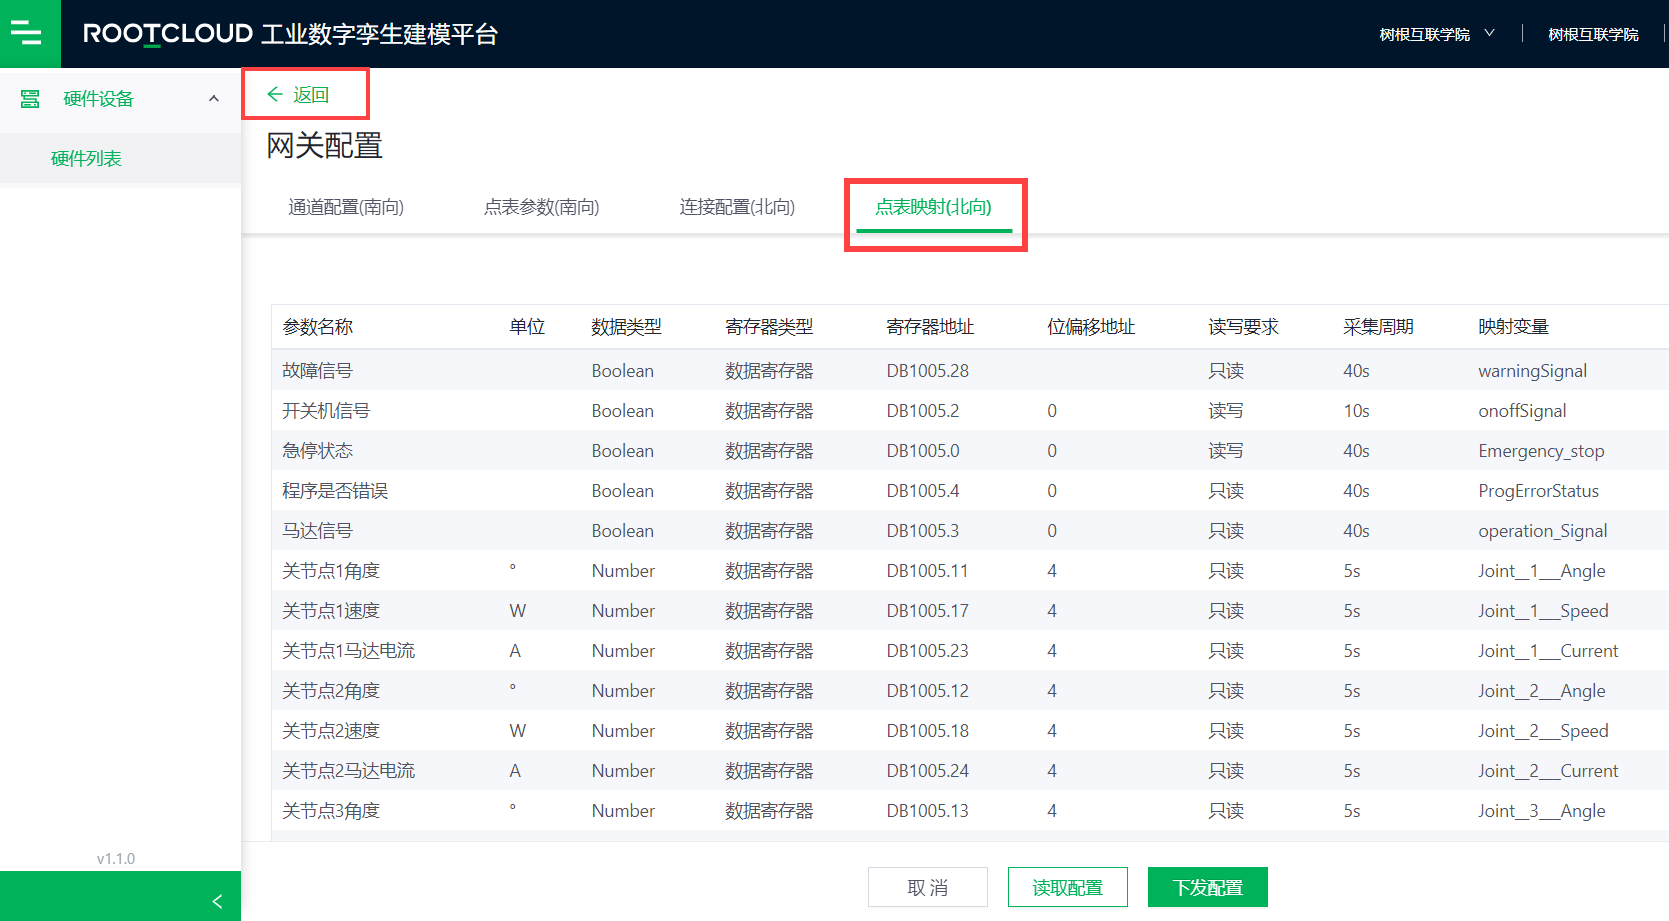 ROOTCLOUD 工业数字孪生建模平台 树根互联学院 树根互联学院
硬件设备
硬件列表
返回
网关配置
通道配置(南向) 点表参数(南向) 连接配置(北向) 点表映射(北向)
参数名称 单位 数据类型 寄存器类型 寄存器地址 位偏移地址 读写要求 采集周期 映射变量
故障信号 Boolean 数据寄存器 DB1005.28 只读 40s warningSignal
开关机信号 Boolean 数据寄存器 DB1005.2 0 读写 10s onoffSignal
急停状态 Boolean 数据寄存器 DB1005.0 0 读写 40s Emergency_stop
程序是否错误 Boolean 数据寄存器 DB1005.4 0 只读 40s ProgErrorStatus
马达信号 Boolean 数据寄存器 DB1005.3 0 只读 40s operation_Signal
关节点1角度 ° Number 数据寄存器 DB1005.11 4 只读 5s Joint__1___Angle
关节点1速度 W Number 数据寄存器 DB1005.17 4 只读 5s Joint__1___Speed
关节点1马达电流 A Number 数据寄存器 DB1005.23 4 只读 5s Joint__1___Current
关节点2角度 ° Number 数据寄存器 DB1005.12 4 只读 5s Joint__2___Angle
关节点2速度 W Number 数据寄存器 DB1005.18 4 只读 5s Joint__2___Speed
关节点2马达电流 A Number 数据寄存器 DB1005.24 4 只读 5s Joint__2___Current
关节点3角度 ° Number 数据寄存器 DB1005.13 4 只读 5s Joint__3___Angle
v1.1.0
取 消 读取配置 下发配置